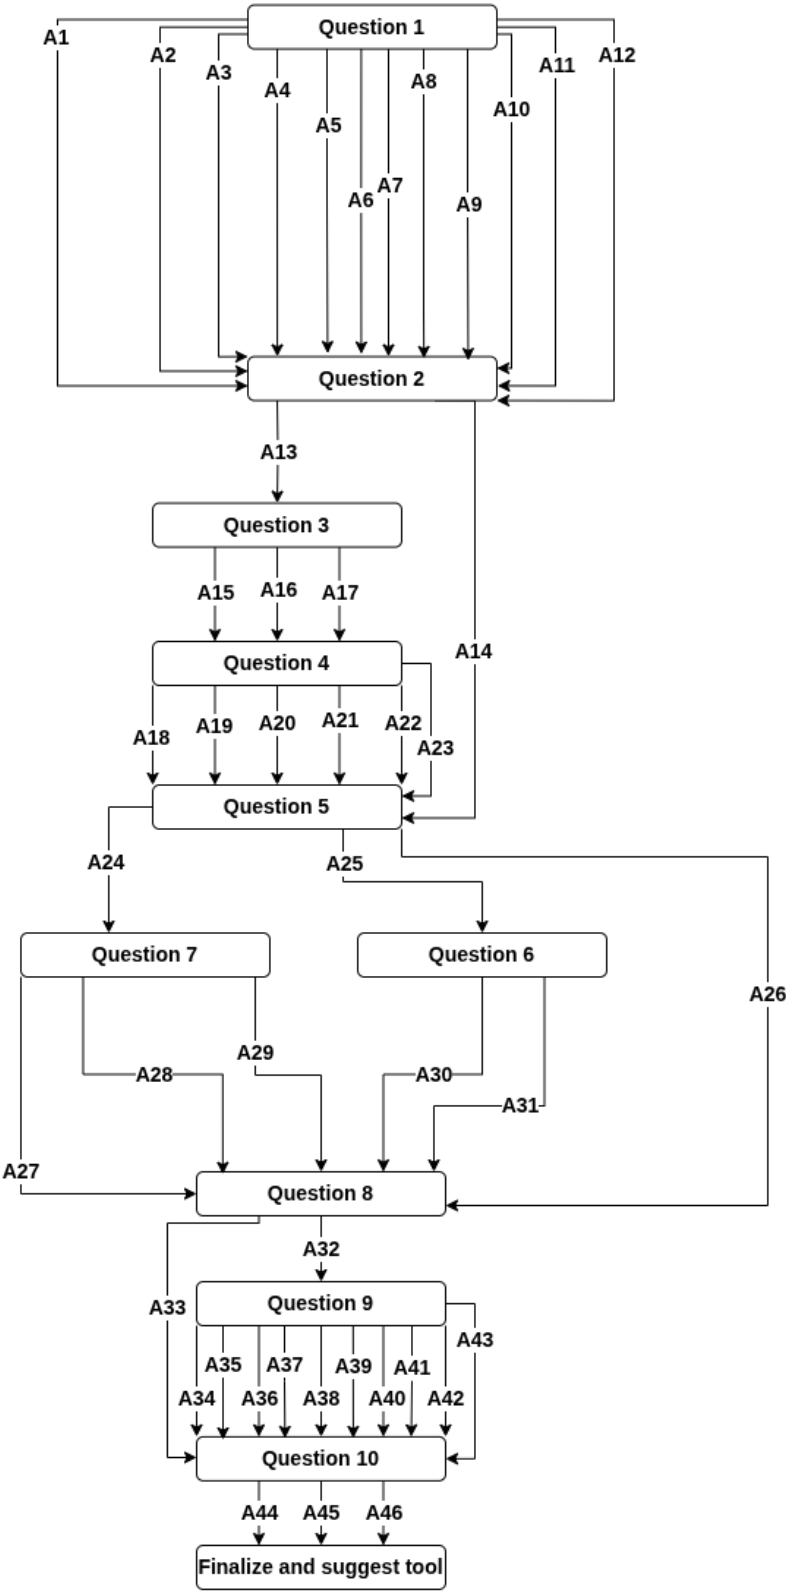 Question 1
A1
A2
A3
A4
A5
A6
A7
A8
A9
A10
A11
A12
Question 2
A13
A14
Question 3
A15
A16
A17
Question 4
A18
A19
A20
A21
A22
A23
Question 5
A24
A25
A26
Question 7
Question 6
A27
A28
A29
A30
A31
Question 8
A32
A33
Question 9
A34
A35
A36
A37
A38
A39
A40
A41
A42
A43
Question 10
A44
A45
A46
Finalize and suggest tool